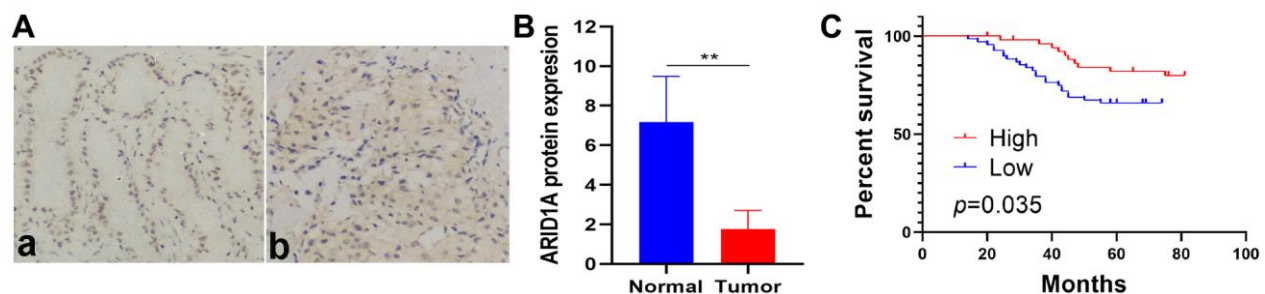 A
a
b
B
ARID1A protein expresion
12
10
8
6
4
2
0
**
Normal Tumor
C
Percent survival
100
50
0
High
Low
p=0.035
0 20 40 60 80 100
Months